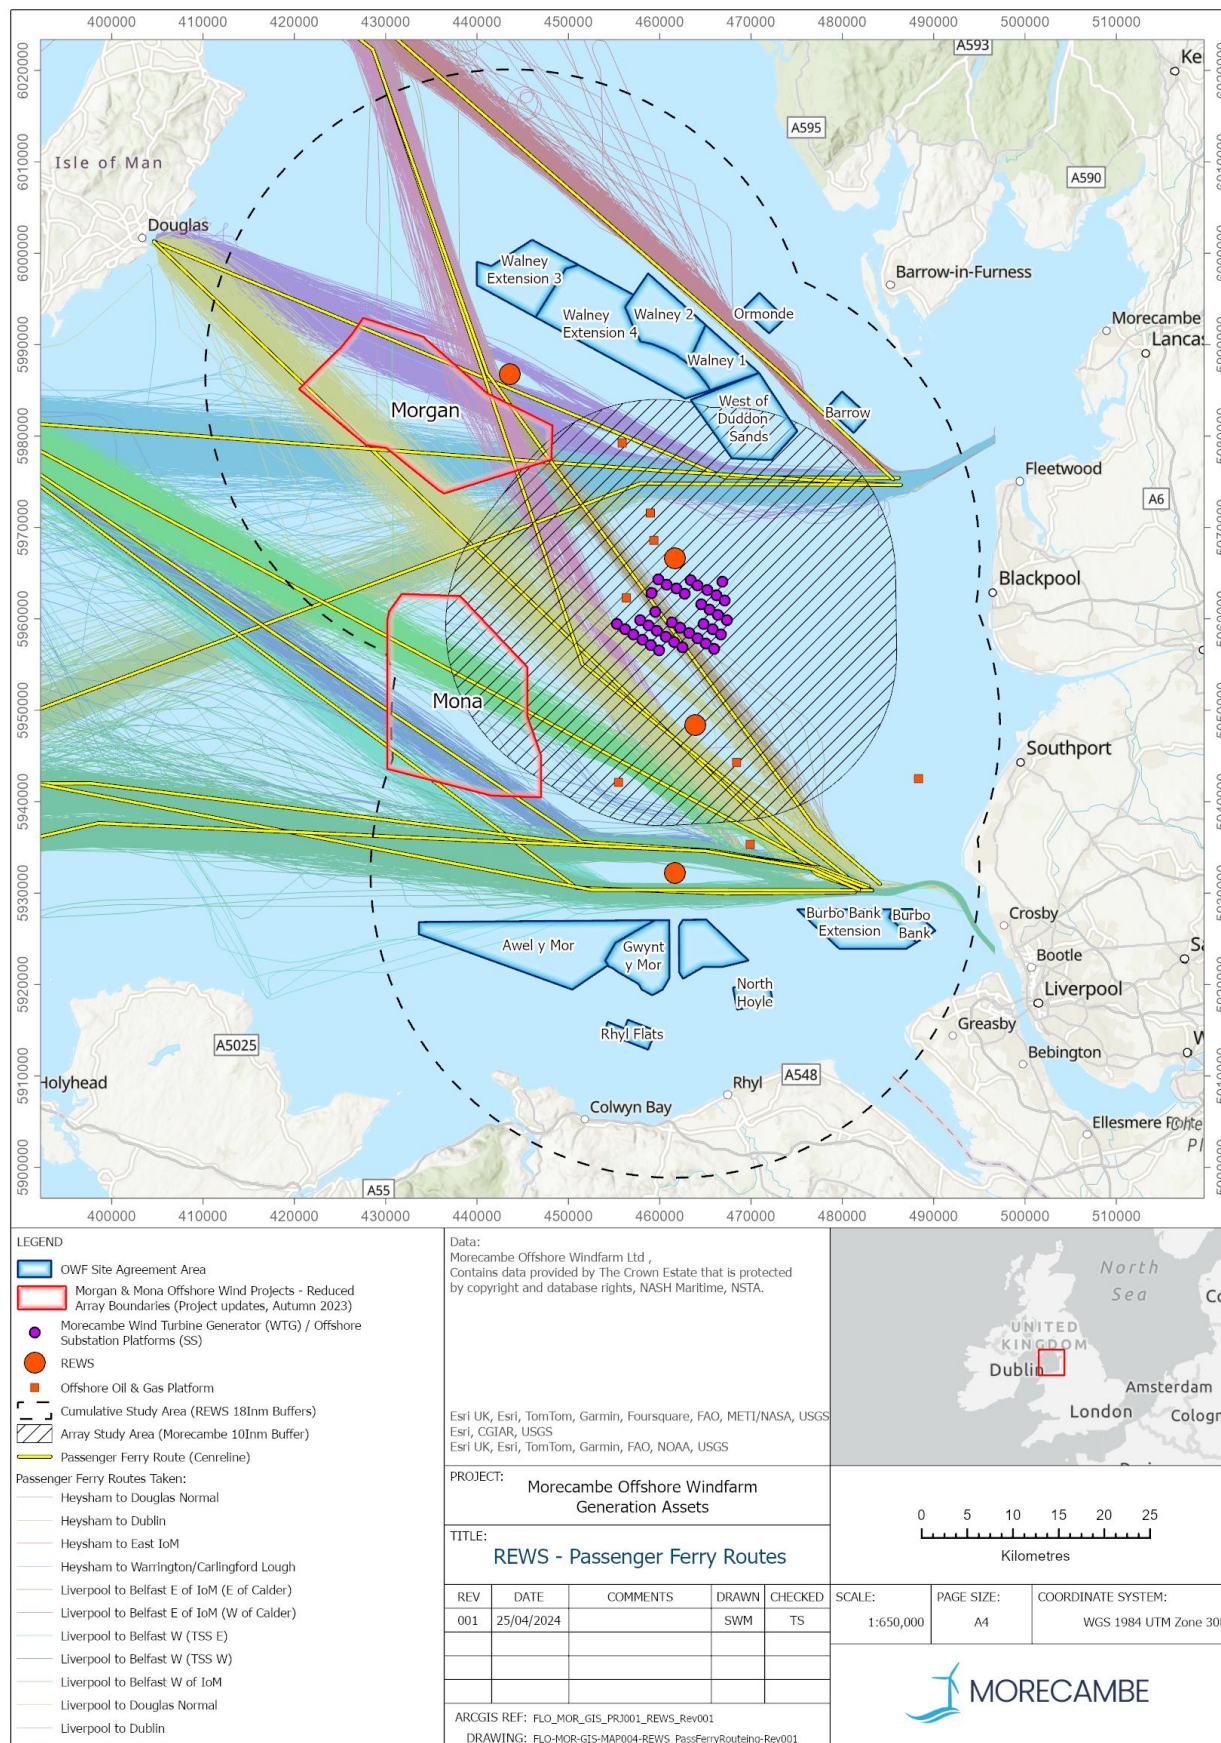 400000 410000 420000 430000 440000 450000 460000 470000 480000 490000 500000 510000
6020000
6010000
6000000
5990000
5980000
5970000
5960000
5950000
5940000
5930000
5920000
5910000
5900000
A593
Ke
A595
Isle of Man
A590
Douglas
Walney
Extension 3
Barrow-in-Furness
Walney
Extension 4
Walney 2
Ormonde
Morecambe
Lancas
Walney 1
Morgan
West of
Duddon
Sands
Barrow
Fleetwood
A6
Blackpool
Mona
Southport
Burbo Bank
Extension
Burbo
Bank
Crosby
Awel y Mor
Gwynt
y Mor
Bootle
North
Hoyle
Liverpool
Rhyl Flats
Greasby
A5025
Bebington
Holyhead
Rhyl
A548
Colwyn Bay
Ellesmere
A55
400000 410000 420000 430000 440000 450000 460000 470000 480000 490000 500000 510000
LEGEND
OWF Site Agreement Area
Morgan & Mona Offshore Wind Projects - Reduced
Array Boundaries (Project updates, Autumn 2023)
Morecambe Wind Turbine Generator (WTG) / Offshore
Substation Platforms (SS)
REWS
Offshore Oil & Gas Platform
Cumulative Study Area (REWS 18Inm Buffers)
Array Study Area (Morecambe 10Inm Buffer)
Passenger Ferry Route (Cenreline)
Passenger Ferry Routes Taken:
Heysham to Douglas Normal
Heysham to Dublin
Heysham to East IoM
Heysham to Warrington/Carlingford Lough
Liverpool to Belfast E of IoM (E of Calder)
Liverpool to Belfast E of IoM (W of Calder)
Liverpool to Belfast W (TSS E)
Liverpool to Belfast W (TSS W)
Liverpool to Belfast W of IoM
Liverpool to Douglas Normal
Liverpool to Dublin
Data:
Morecambe Offshore Windfarm Ltd ,
Contains data provided by The Crown Estate that is protected
by copyright and database rights, NASH Maritime, NSTA.
Esri UK, Esri, TomTom, Garmin, Foursquare, FAO, METI/NASA, USGS
Esri, CGIAR, USGS
Esri UK, Esri, TomTom, Garmin, FAO, NOAA, USGS
PROJECT:
Morecambe Offshore Windfarm
Generation Assets
TITLE:
REWS - Passenger Ferry Routes
REV DATE COMMENTS DRAWN CHECKED
001 25/04/2024 SWM TS
ARCGIS REF: FLO_MOR_GIS_PRJ001_REWS_Rev001
DRAWING: FLO-MOR-GIS-MAP004-REWS_PassFerryRouteing-Rev001
North
Sea
UNITED
KINGDOM
Dublin
Amsterdam
London
Cologn
0 5 10 15 20 25
Kilometres
SCALE:
1:650,000
PAGE SIZE:
A4
COORDINATE SYSTEM:
WGS 1984 UTM Zone 30
MORECAMBE